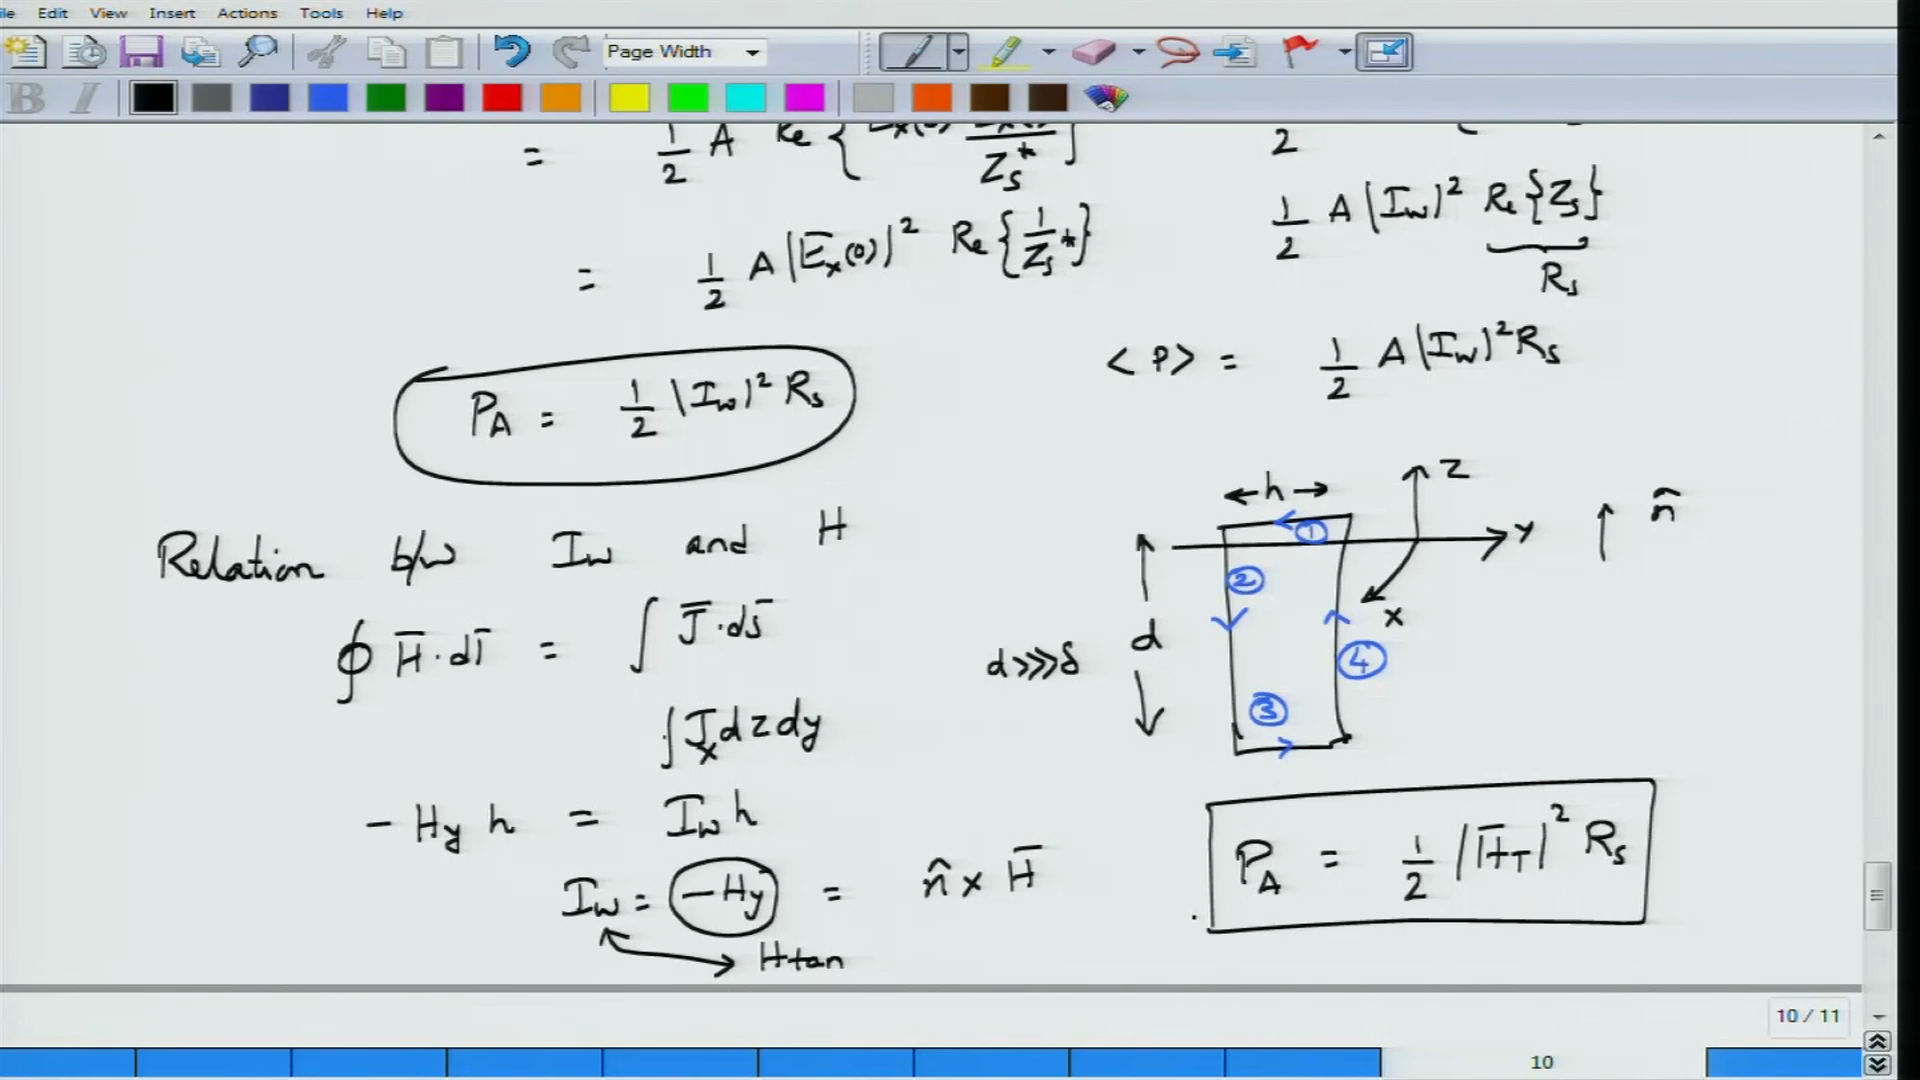 File Edit View Insert Actions Tools Help
Page Width
B I
= 1/2 A Re { / Z_s^* }
= 1/2 A |E_x(0)|^2 Re {1/Z_s^*}
2
1/2 A |I_w|^2 Re {Z_s}
R_s
<P> = 1/2 A |I_w|^2 R_s
P_A = 1/2 |I_w|^2 R_s
Relation b/w I_w and H
∮ H̄ · dl̄ = ∫ J̄ · ds̄
∫ J_x dz dy
- H_y h = I_w h
I_w = -H_y = n̂ x H̄
H tan
h
z
y
x
n̂
1
2
3
4
d
d>>>δ
P_A = 1/2 |H̄_T|^2 R_s
10 / 11
10